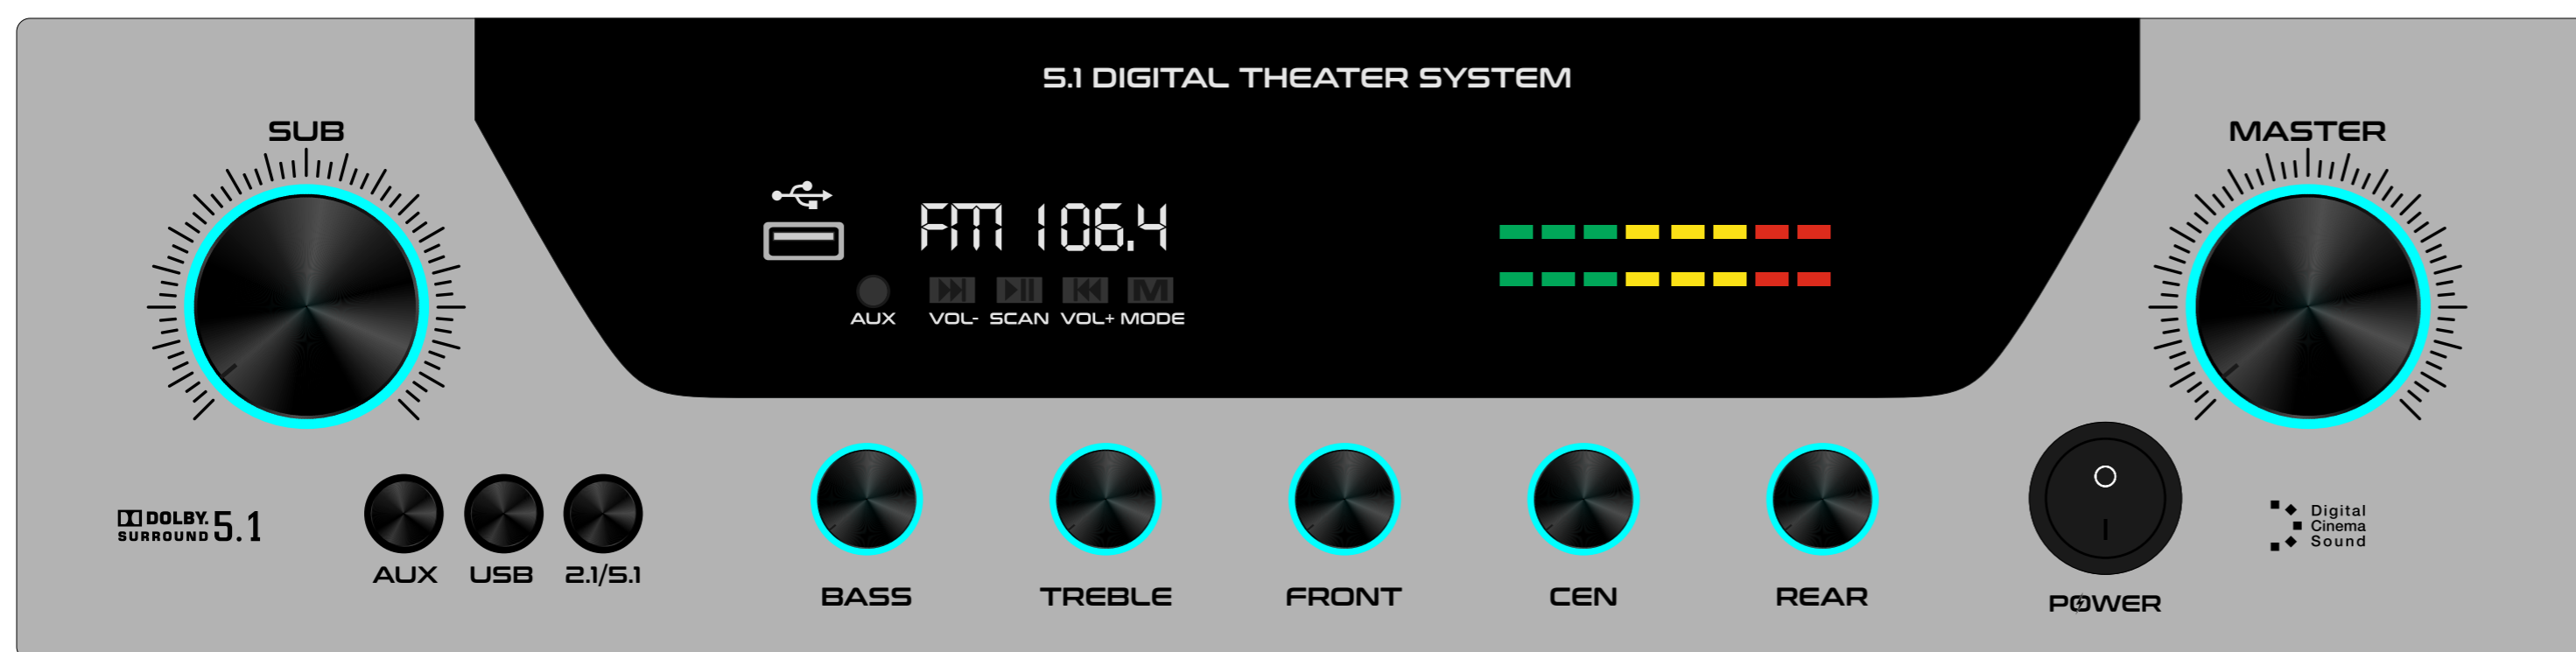 5.1 DIGITAL THEATER SYSTEM
SUB
MASTER
FM 106.4
M
AUX VOL- SCAN VOL+ MODE
DOLBY.
SURROUND 5.1
AUX USB 2.1/5.1
BASS TREBLE FRONT CEN REAR
POWER
Digital
Cinema
Sound